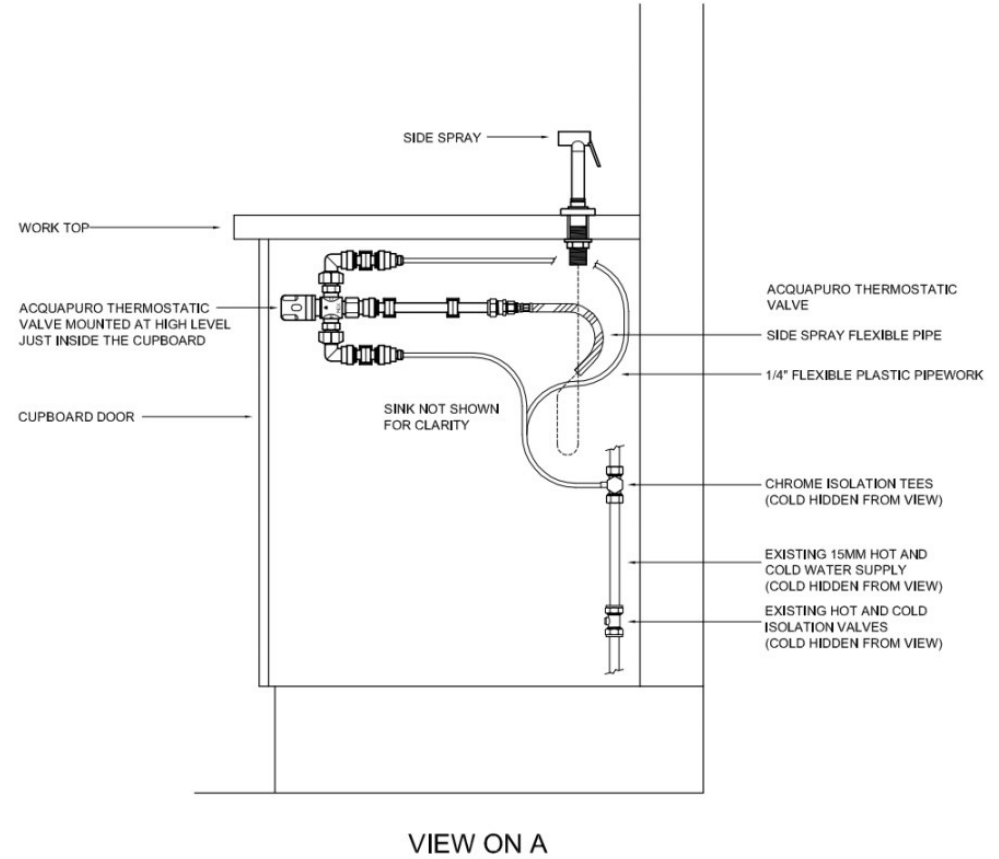 SIDE SPRAY
WORK TOP
ACQUAPURO THERMOSTATIC
VALVE MOUNTED AT HIGH LEVEL
JUST INSIDE THE CUPBOARD
CUPBOARD DOOR
SINK NOT SHOWN
FOR CLARITY
ACQUAPURO THERMOSTATIC
VALVE
SIDE SPRAY FLEXIBLE PIPE
1/4" FLEXIBLE PLASTIC PIPEWORK
CHROME ISOLATION TEES
(COLD HIDDEN FROM VIEW)
EXISTING 15MM HOT AND
COLD WATER SUPPLY
(COLD HIDDEN FROM VIEW)
EXISTING HOT AND COLD
ISOLATION VALVES
(COLD HIDDEN FROM VIEW)
VIEW ON A